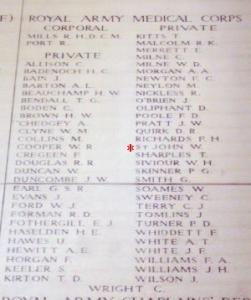 E) ROYAL ARMY MEDICAL CORPS
CORPORAL
MILLS R.H.D.C.M.
PORT R.
PRIVATE
ALLISON C.
BADENOCH H.C.
BAIN J.
BARTON A.L.
BEAUCHAMP H.W.
BENDALL T.G.
BODEN C.
BROWN H.W.
CHEDGEY A.
CLYNE W.M.
COLLINS M.
COOPER W.R.
CREGEEN F.
DOUGLAS R.R.
DUNCAN W.
DUNCOMBE J.W.
EARL G.S.R.
EVANS J.
FORD W.J.
FORMAN R.D.
FOTHERGILL E.J.
HASELDEN H.E.
HAWES U.
HEWITT A.E.
HORGAN F.
KEELER S.
KIRTON T.D.
PRIVATE
KITTS T.
MALCOLM R.K.
MERRETT E.
MILNE C.
MILNE W.D.
MORGAN A.A.
NEWTON F.C.
NEYLON M.
NICKLESS R.
O'BRIEN J.
OLIPHANT D.
POOLE F.D.
PRATT J.W.
QUIRK D.R.
RICHARDS F.H.
* ST JOHN W.
SHARPLES T.
SIVIOUR W.H.
SKINNER P.G.
SMITH G.
SOAMES W.
SWEENEY C.
TERRY C.J.
TOMLINS J.
TURNER P.D.
WHIDDETT F.
WHITE A.T.
WHITE J.F.
WILLIAMS F.A.
WILLIAMS J.H.
WILSON J.
WRIGHT C.